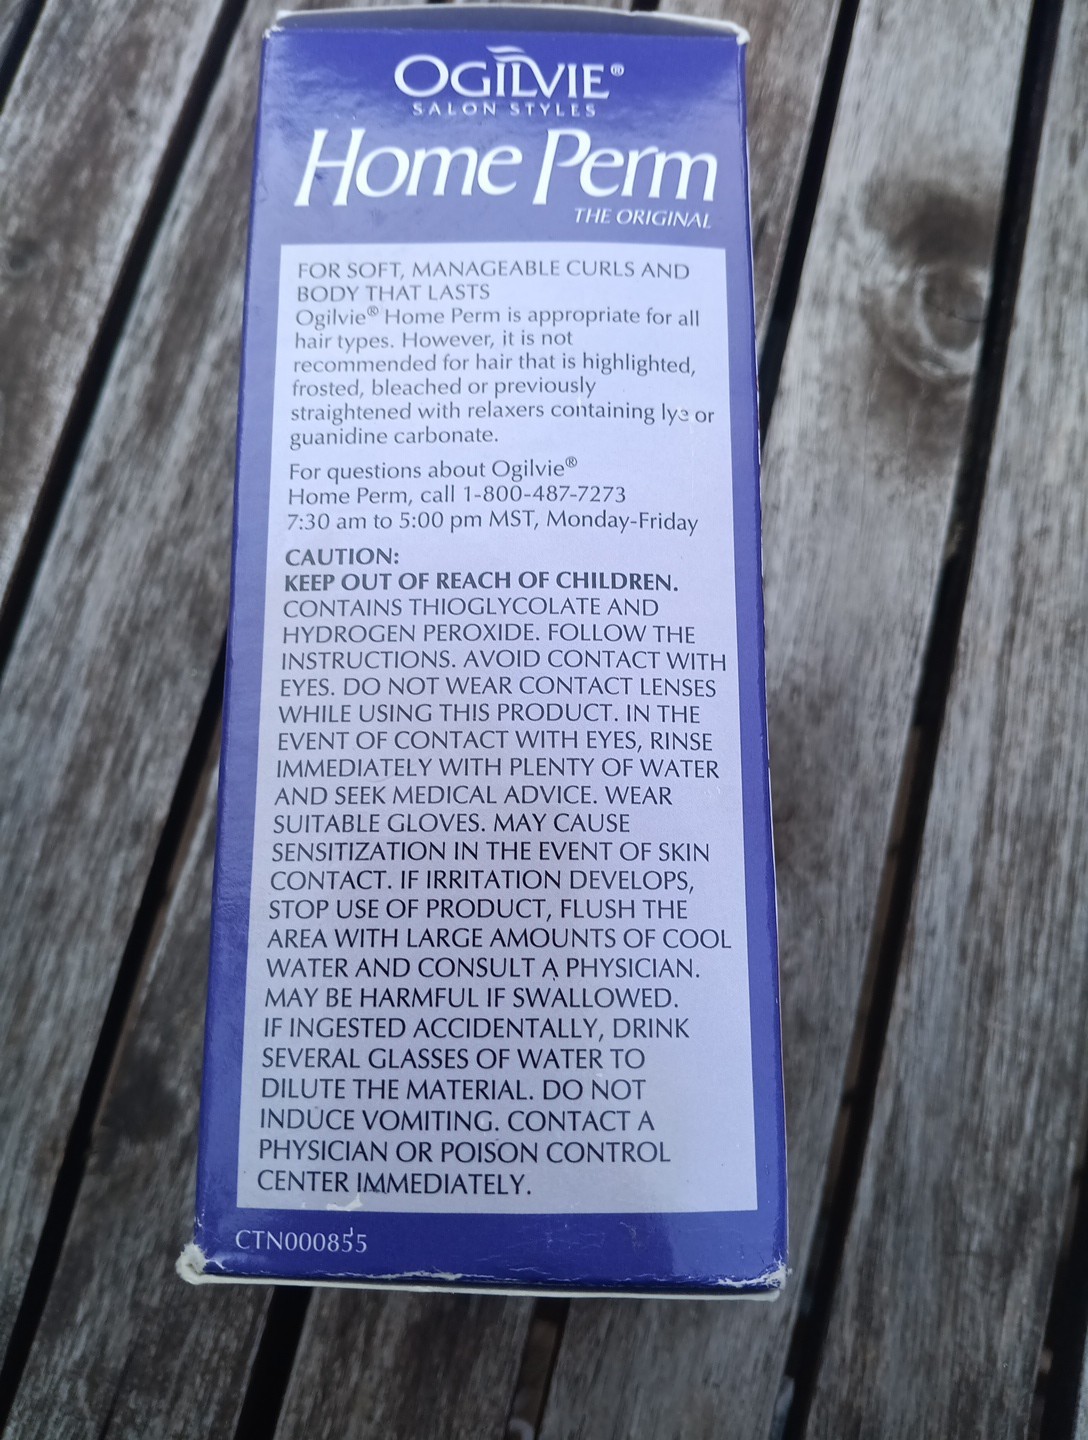 OGILVIE®
SALON STYLES
Home Perm
THE ORIGINAL
FOR SOFT, MANAGEABLE CURLS AND
BODY THAT LASTS
Ogilvie® Home Perm is appropriate for all
hair types. However, it is not
recommended for hair that is highlighted,
frosted, bleached or previously
straightened with relaxers containing lye or
guanidine carbonate.
For questions about Ogilvie®
Home Perm, call 1-800-487-7273
7:30 am to 5:00 pm MST, Monday-Friday
CAUTION:
KEEP OUT OF REACH OF CHILDREN.
CONTAINS THIOGLYCOLATE AND
HYDROGEN PEROXIDE. FOLLOW THE
INSTRUCTIONS. AVOID CONTACT WITH
EYES. DO NOT WEAR CONTACT LENSES
WHILE USING THIS PRODUCT. IN THE
EVENT OF CONTACT WITH EYES, RINSE
IMMEDIATELY WITH PLENTY OF WATER
AND SEEK MEDICAL ADVICE. WEAR
SUITABLE GLOVES. MAY CAUSE
SENSITIZATION IN THE EVENT OF SKIN
CONTACT. IF IRRITATION DEVELOPS,
STOP USE OF PRODUCT, FLUSH THE
AREA WITH LARGE AMOUNTS OF COOL
WATER AND CONSULT A PHYSICIAN.
MAY BE HARMFUL IF SWALLOWED.
IF INGESTED ACCIDENTALLY, DRINK
SEVERAL GLASSES OF WATER TO
DILUTE THE MATERIAL. DO NOT
INDUCE VOMITING. CONTACT A
PHYSICIAN OR POISON CONTROL
CENTER IMMEDIATELY.
CTN000855